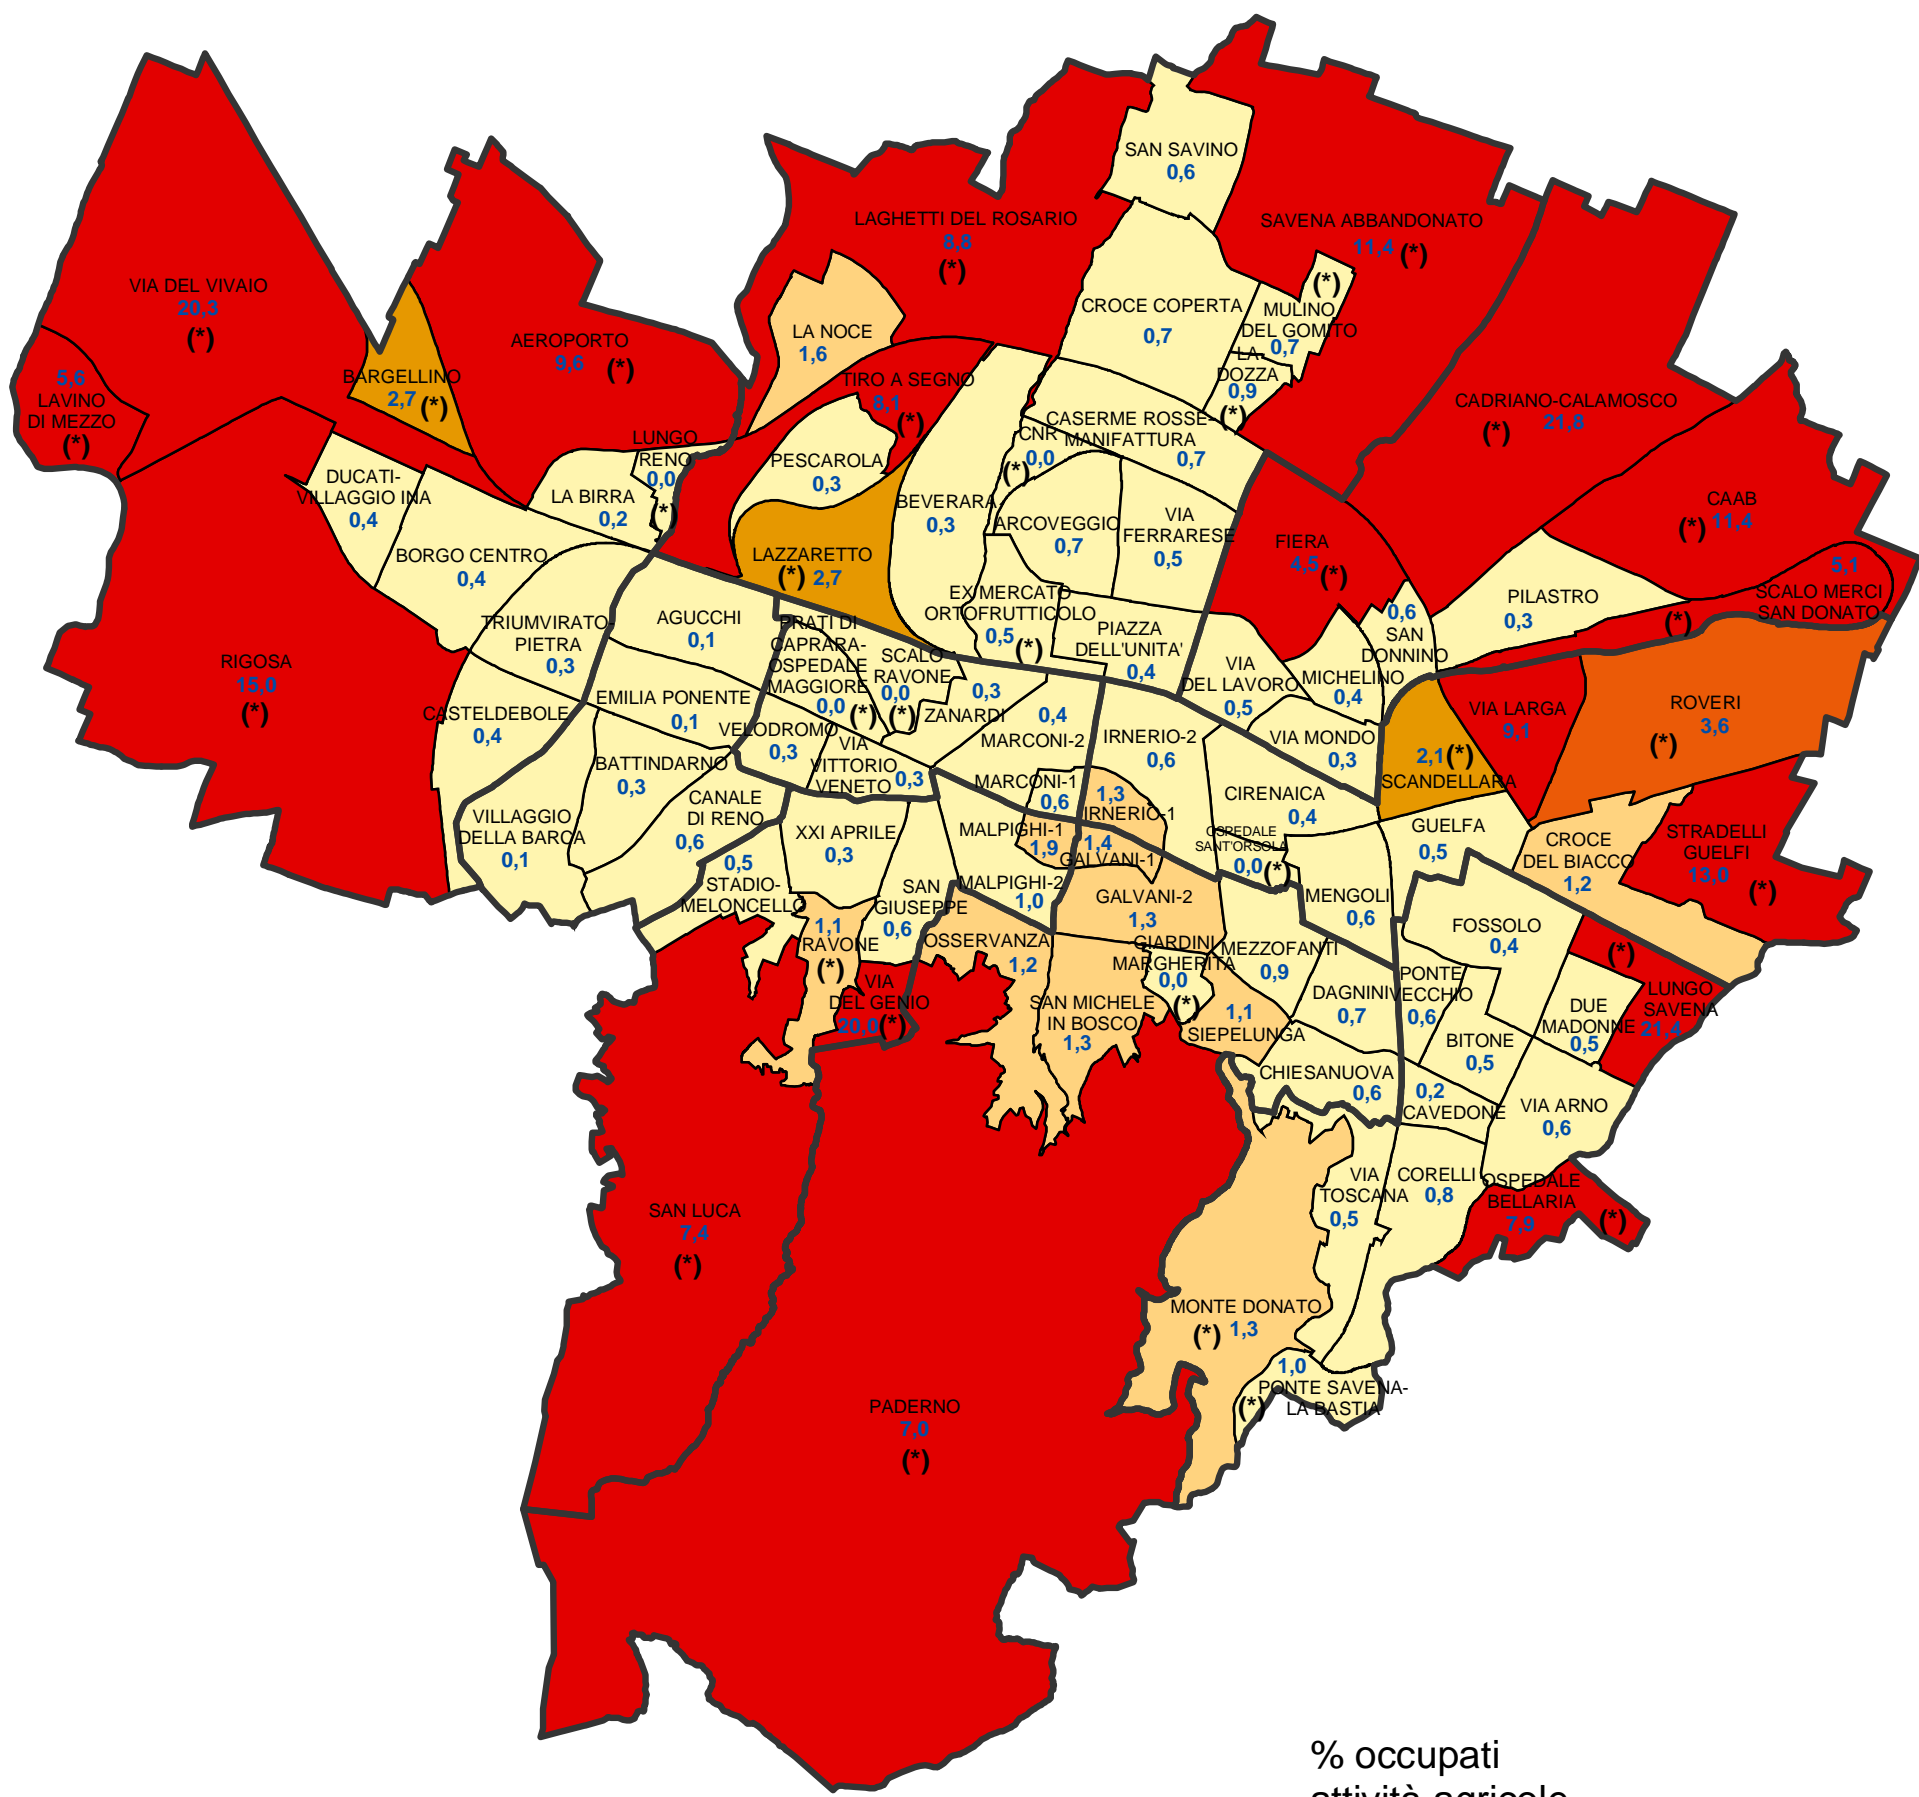 SAN SAVINO
0,6
LAGHETTI DEL ROSARIO
8,8
(*)
SAVENA ABBANDONATO
11,4 (*)
VIA DEL VIVAIO
20,3
(*)
AEROPORTO
9,6 (*)
LA NOCE
1,6
CROCE COPERTA
0,7
(*)
MULINO
DEL GOMITO
0,7
LA
DOZZA
0,9
(*)
5,6
LAVINO
DI MEZZO
(*)
BARGELLINO
2,7 (*)
TIRO A SEGNO
8,1
(*)
CADRIANO-CALAMOSCO
(*) 21,8
CASERME ROSSE-
MANIFATTURA
0,7
CNR
0,0
(*)
LUNGO
RENO
0,0
(*)
PESCAROLA
0,3
DUCATI-
VILLAGGIO INA
0,4
LA BIRRA
0,2
BEVERARA
0,3
ARCOVEGGIO
0,7
VIA
FERRARESE
0,5
CAAB
(*) 11,4
FIERA
4,5 (*)
BORGO CENTRO
0,4
LAZZARETTO
(*) 2,7
5,1
SCALO MERCI
SAN DONATO
(*)
PILASTRO
0,3
EX MERCATO
ORTOFRUTTICOLO
0,5 (*)
0,6
SAN
DONNINO
TRIUMVIRATO-
PIETRA
0,3
AGUCCHI
0,1
PRATI DI
CAPRARA-
OSPEDALE
MAGGIORE
0,0 (*)
SCALO
RAVONE
0,0
(*)
PIAZZA
DELL'UNITA'
0,4
RIGOSA
15,0
(*)
VIA
DEL LAVORO
0,5
MICHELINO
0,4
EMILIA PONENTE
0,1
0,3
ZANARDI
0,4
MARCONI-2
CASTELDEBOLE
0,4
VELODROMO
0,3
VIA
VITTORIO
VENETO 0,3
IRNERIO-2
0,6
VIA MONDO
0,3
VIA LARGA
9,1
ROVERI
3,6
(*)
2,1 (*)
SCANDELLARA
BATTINDARNO
0,3
MARCONI-1
0,6
1,3
IRNERIO-1
CIRENAICA
0,4
CANALE
DI RENO
0,6
VILLAGGIO
DELLA BARCA
0,1
XXI APRILE
0,3
MALPIGHI-1
1,9
1,4
GALVANI-1
OSPEDALE
SANT'ORSOLA
0,0 (*)
GUELFA
0,5
CROCE
DEL BIACCO
1,2
STRADELLI
GUELFI
13,0
(*)
0,5
STADIO-
MELONCELLO
SAN
GIUSEPPE
0,6
MALPIGHI-2
1,0
GALVANI-2
1,3
MENGOLI
0,6
1,1
RAVONE
(*)
OSSERVANZA
1,2
GIARDINI
MARGHERITA
0,0
(*)
MEZZOFANTI
0,9
FOSSOLO
0,4
(*)
LUNGO
SAVENA
21,4
VIA
DEL GENIO
20,0 (*)
SAN MICHELE
IN BOSCO
1,3
1,1
SIEPELUNGA
DAGNINI
0,7
PONTE
VECCHIO
0,6
DUE
MADONNE
0,5
BITONE
0,5
CHIESANUOVA
0,6
0,2
CAVEDONE
VIA ARNO
0,6
SAN LUCA
7,4
(*)
VIA
TOSCANA
0,5
CORELLI
0,8
OSPEDALE
BELLARIA
7,9 (*)
MONTE DONATO
(*) 1,3
1,0
PONTE SAVENA-
LA BASTIA
(*)
PADERNO
7,0
(*)
% occupati
attività agricole